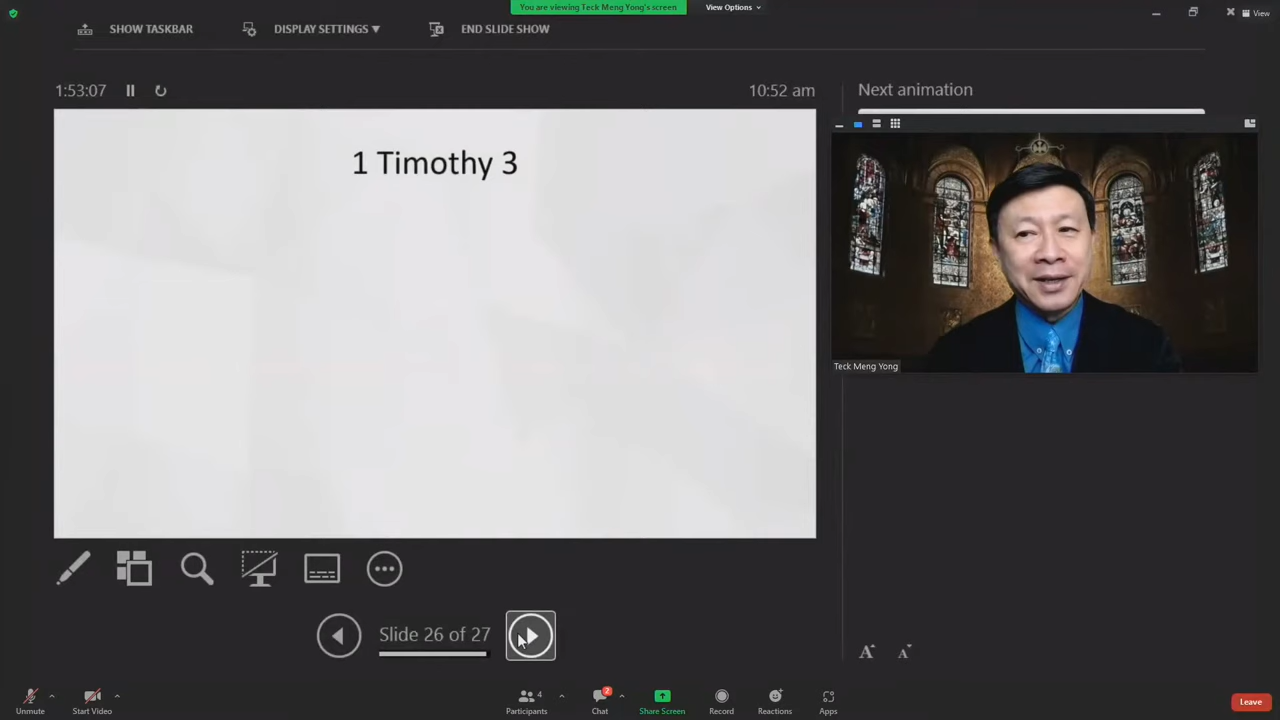 You are viewing Teck Meng Yong's screen
View Options
View
SHOW TASKBAR
DISPLAY SETTINGS
END SLIDE SHOW
1:53:07
10:52 am
Next animation
1 Timothy 3
Teck Meng Yong
Slide 26 of 27
A A
Unmute
Start Video
4
Participants
2
Chat
Share Screen
Record
Reactions
Apps
Leave